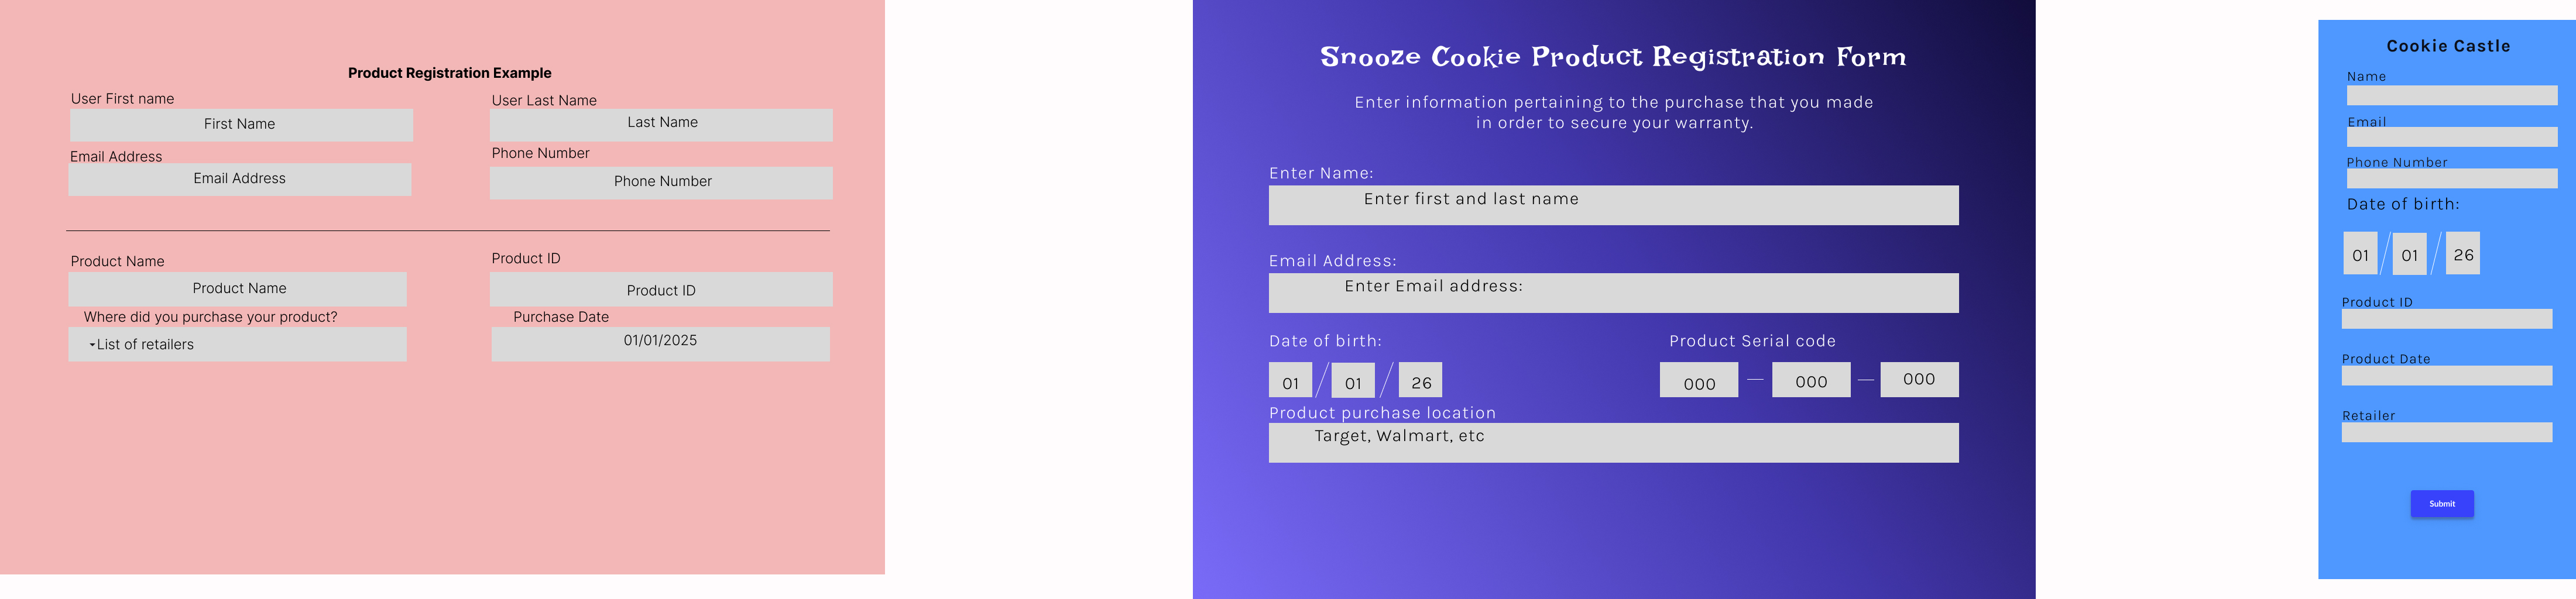 Product Registration Example
User First name
User Last Name
First Name
Last Name
Email Address
Phone Number
Email Address
Phone Number
Product Name
Product ID
Product Name
Product ID
Where did you purchase your product?
Purchase Date
List of retailers
01/01/2025
Snooze Cookie Product Registration Form
Enter information pertaining to the purchase that you made
in order to secure your warranty.
Enter Name:
Enter first and last name
Email Address:
Enter Email address:
Date of birth:
Product Serial code
01 / 01 / 26
000 — 000 — 000
Product purchase location
Target, Walmart, etc
Cookie Castle
Name
Email
Phone Number
Date of birth:
01 / 01 / 26
Product ID
Product Date
Retailer
Submit